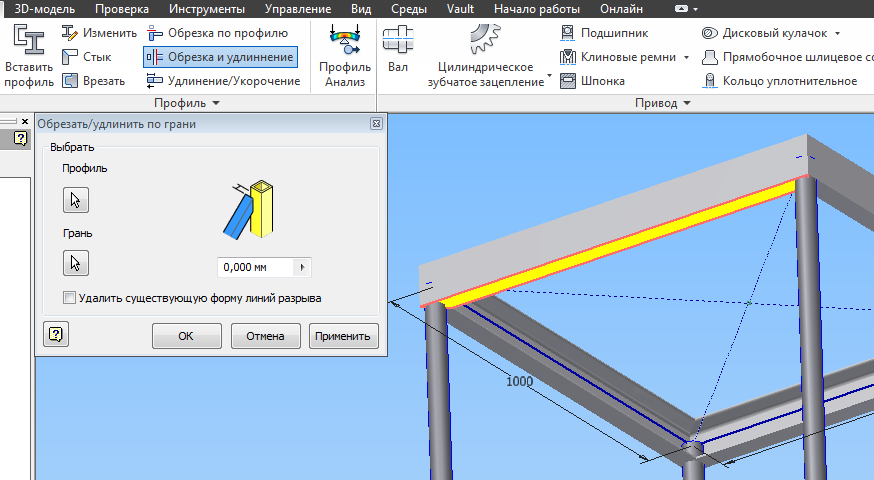 3D-модель Проверка Инструменты Управление Вид Среды Vault Начало работы Онлайн
Вставить профиль
Изменить
Стык
Врезать
Обрезка по профилю
Обрезка и удлиннение
Удлинение/Укорочение
Профиль Анализ
Вал
Цилиндрическое зубчатое зацепление
Подшипник
Клиновые ремни
Шпонка
Дисковый кулачок
Прямобочное шлицевое со
Кольцо уплотнительное
Профиль
Привод
Обрезать/удлинить по грани
Выбрать
Профиль
Грань
0,000 мм
Удалить существующую форму линий разрыва
ОК Отмена Применить
1000